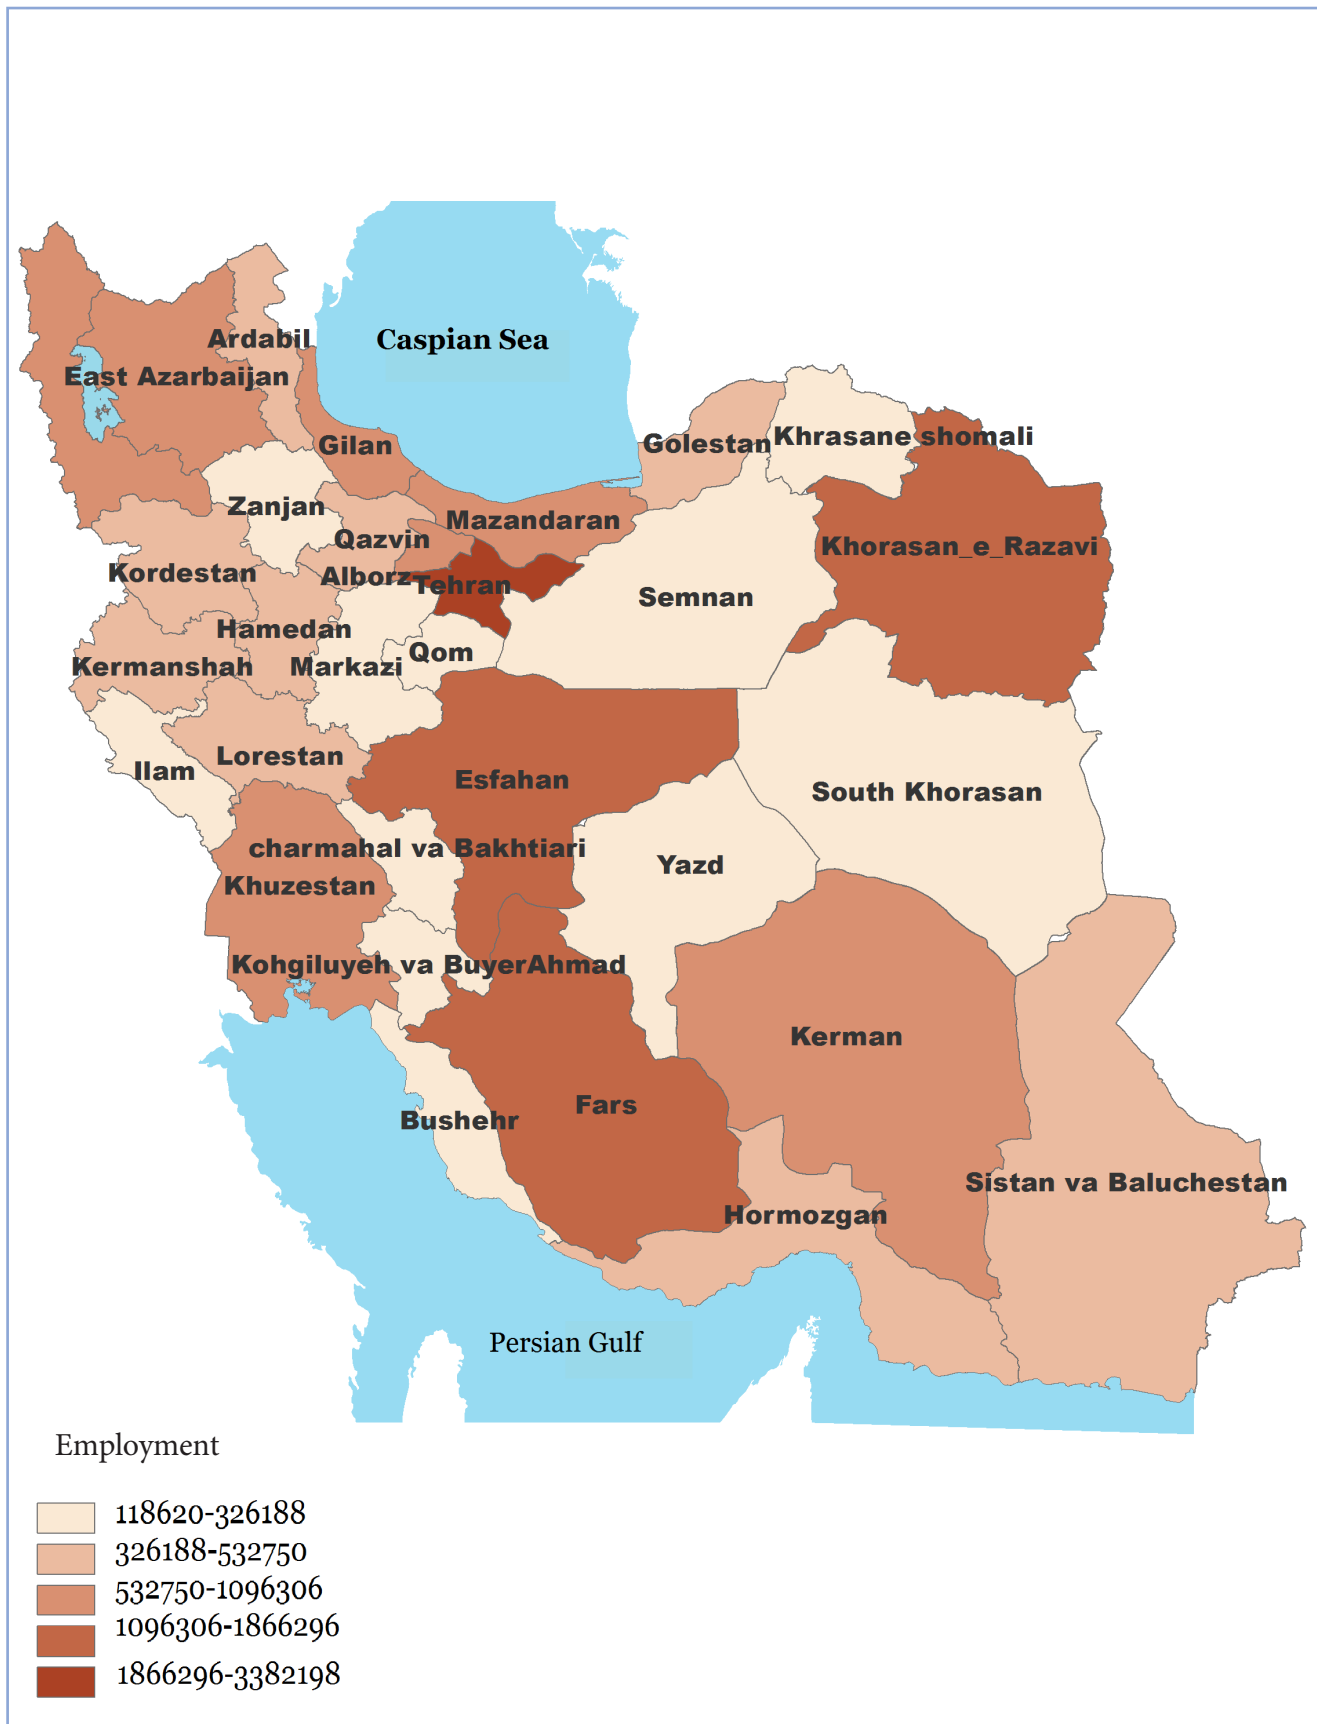 Ardabil
Caspian Sea
East Azarbaijan
Gilan
Golestan
Khrasane shomali
Zanjan
Mazandaran
Qazvin
Khorasan_e_Razavi
Kordestan
Alborz
Tehran
Semnan
Hamedan
Qom
Kermanshah
Markazi
Lorestan
Ilam
Esfahan
South Khorasan
charmahal va Bakhtiari
Yazd
Khuzestan
Kohgiluyeh va BuyerAhmad
Kerman
Fars
Bushehr
Sistan va Baluchestan
Hormozgan
Persian Gulf
Employment
118620-326188
326188-532750
532750-1096306
1096306-1866296
1866296-3382198